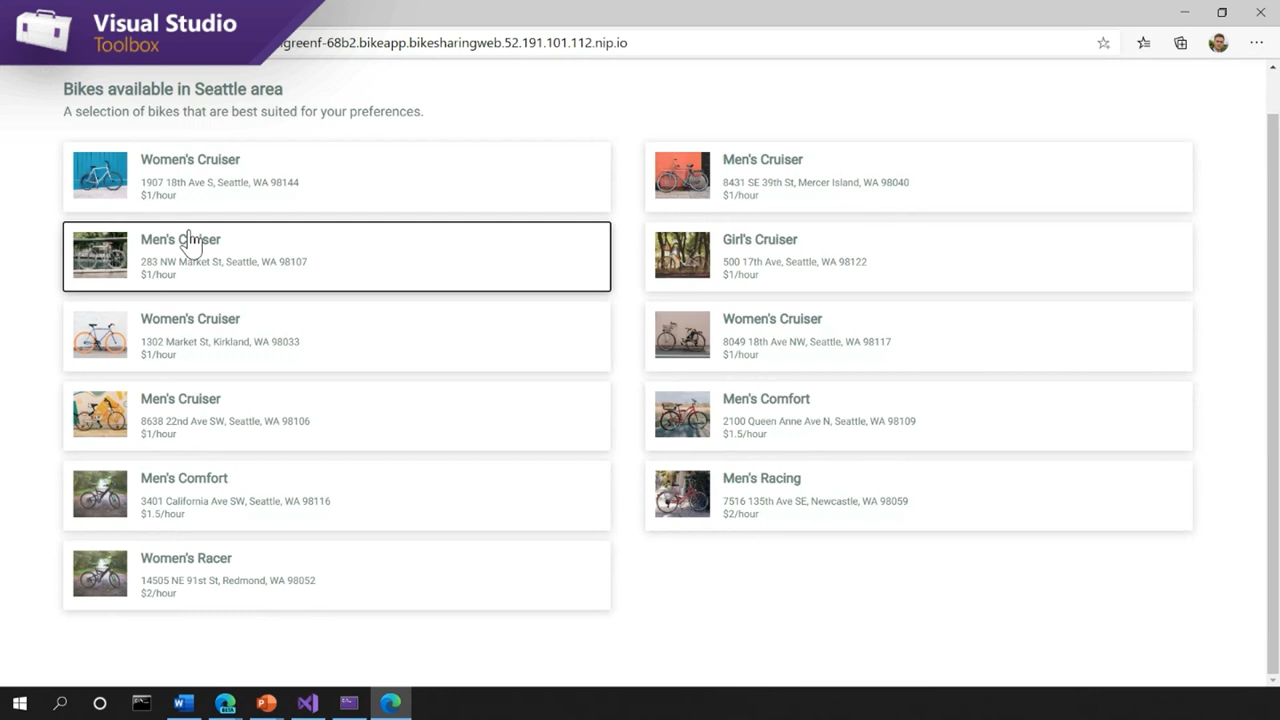 Visual Studio
Toolbox
greenf-68b2.bikeapp.bikesharingweb.52.191.101.112.nip.io
Bikes available in Seattle area
A selection of bikes that are best suited for your preferences.
Women's Cruiser
1907 18th Ave S, Seattle, WA 98144
$1/hour
Men's Cruiser
8431 SE 39th St, Mercer Island, WA 98040
$1/hour
Men's Cruiser
283 NW Market St, Seattle, WA 98107
$1/hour
Girl's Cruiser
500 17th Ave, Seattle, WA 98122
$1/hour
Women's Cruiser
1302 Market St, Kirkland, WA 98033
$1/hour
Women's Cruiser
8049 18th Ave NW, Seattle, WA 98117
$1/hour
Men's Cruiser
8638 22nd Ave SW, Seattle, WA 98106
$1/hour
Men's Comfort
2100 Queen Anne Ave N, Seattle, WA 98109
$1.5/hour
Men's Comfort
3401 California Ave SW, Seattle, WA 98116
$1.5/hour
Men's Racing
7516 135th Ave SE, Newcastle, WA 98059
$2/hour
Women's Racer
14505 NE 91st St, Redmond, WA 98052
$2/hour
BETA